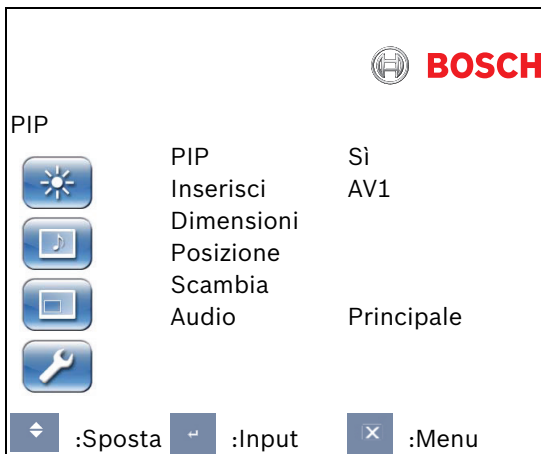 BOSCH
PIP
PIP Sì
Inserisci AV1
Dimensioni
Posizione
Scambia
Audio Principale
:Sposta :Input :Menu